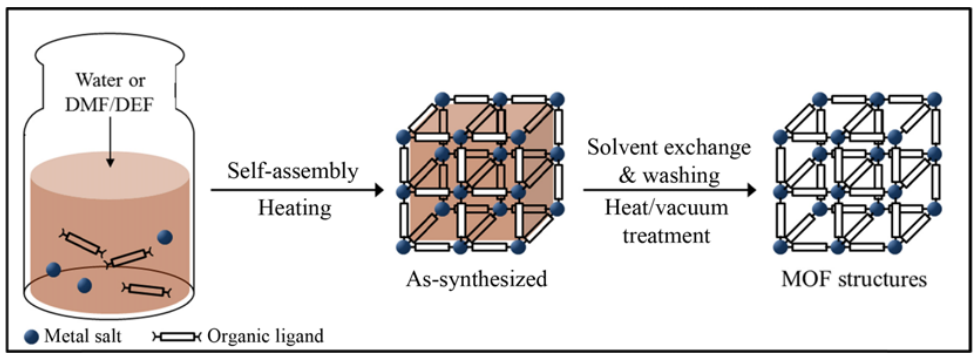 Water or
DMF/DEF
Self-assembly
Heating
As-synthesized
Solvent exchange
& washing
Heat/vacuum
treatment
MOF structures
Metal salt
Organic ligand